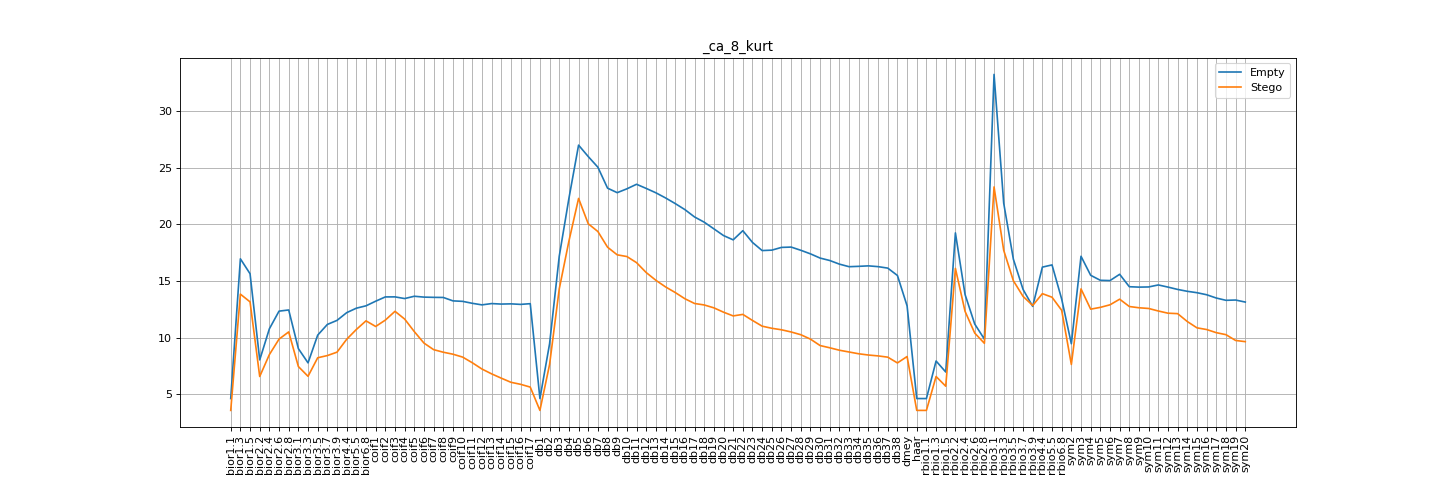 _ca_8_kurt
Empty
Stego
30
25
20
15
10
5
bior1.1
bior1.3
bior1.5
bior2.2
bior2.4
bior2.6
bior2.8
bior3.1
bior3.3
bior3.5
bior3.7
bior3.9
bior4.4
bior5.5
bior6.8
coif1
coif2
coif3
coif4
coif5
coif6
coif7
coif8
coif9
coif10
coif11
coif12
coif13
coif14
coif15
coif16
coif17
db1
db2
db3
db4
db5
db6
db7
db8
db9
db10
db11
db12
db13
db14
db15
db16
db17
db18
db19
db20
db21
db22
db23
db24
db25
db26
db27
db28
db29
db30
db31
db32
db33
db34
db35
db36
db37
db38
dmey
haar
rbio1.1
rbio1.3
rbio1.5
rbio2.2
rbio2.4
rbio2.6
rbio2.8
rbio3.1
rbio3.3
rbio3.5
rbio3.7
rbio3.9
rbio4.4
rbio5.5
rbio6.8
sym2
sym3
sym4
sym5
sym6
sym7
sym8
sym9
sym10
sym11
sym12
sym13
sym14
sym15
sym16
sym17
sym18
sym19
sym20